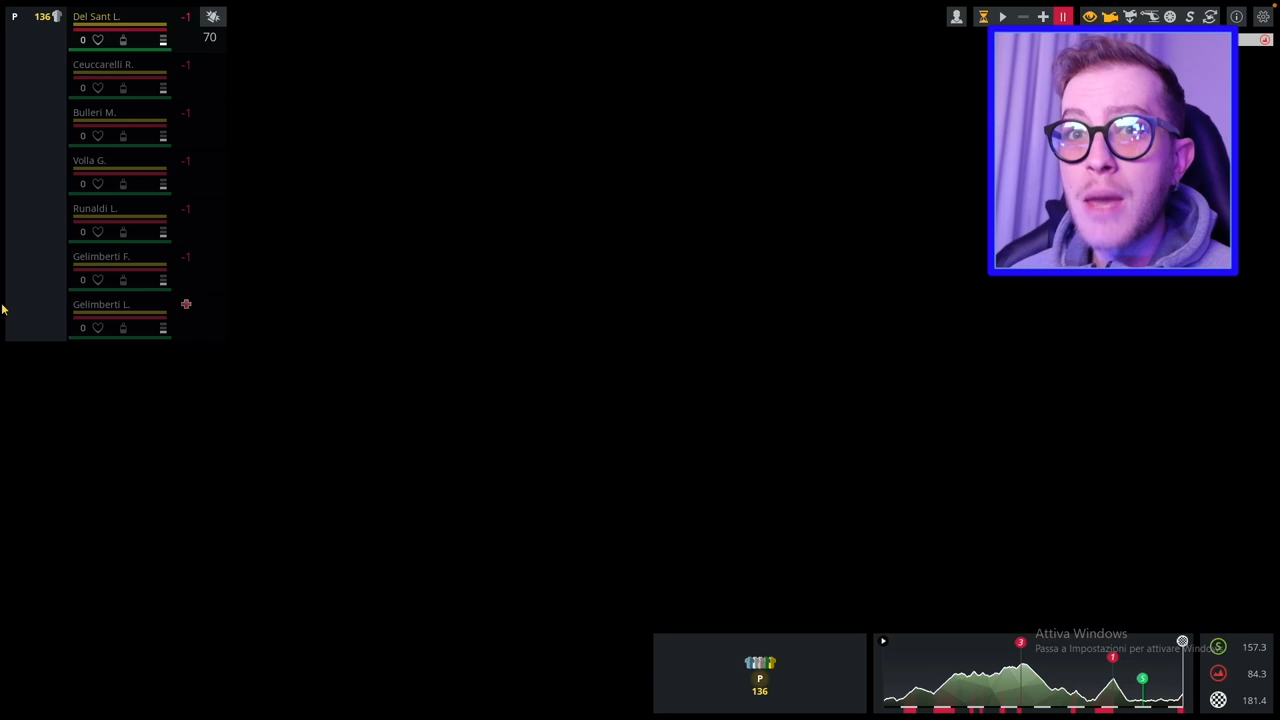 P 136
Del Sant L. -1
0
70
Ceuccarelli R. -1
0
Bulleri M. -1
0
Volla G. -1
0
Runaldi L. -1
0
Gelimberti F. -1
0
Gelimberti L.
0
P
136
3
1
S
Attiva Windows
Passa a Impostazioni per attivare Windows.
S 157.3
84.3
181.4